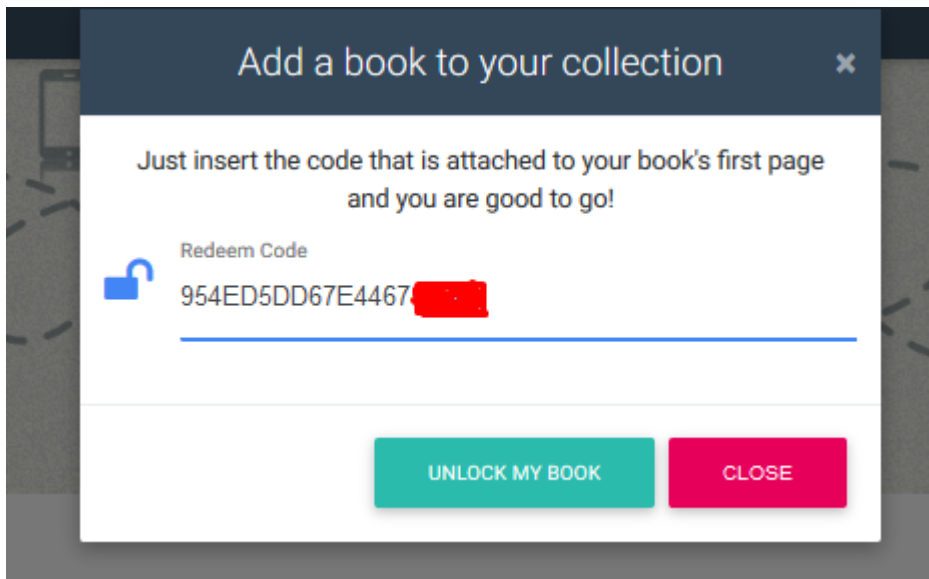 Add a book to your collection
Just insert the code that is attached to your book's first page
and you are good to go!
Redeem Code
954ED5DD67E4467
UNLOCK MY BOOK
CLOSE